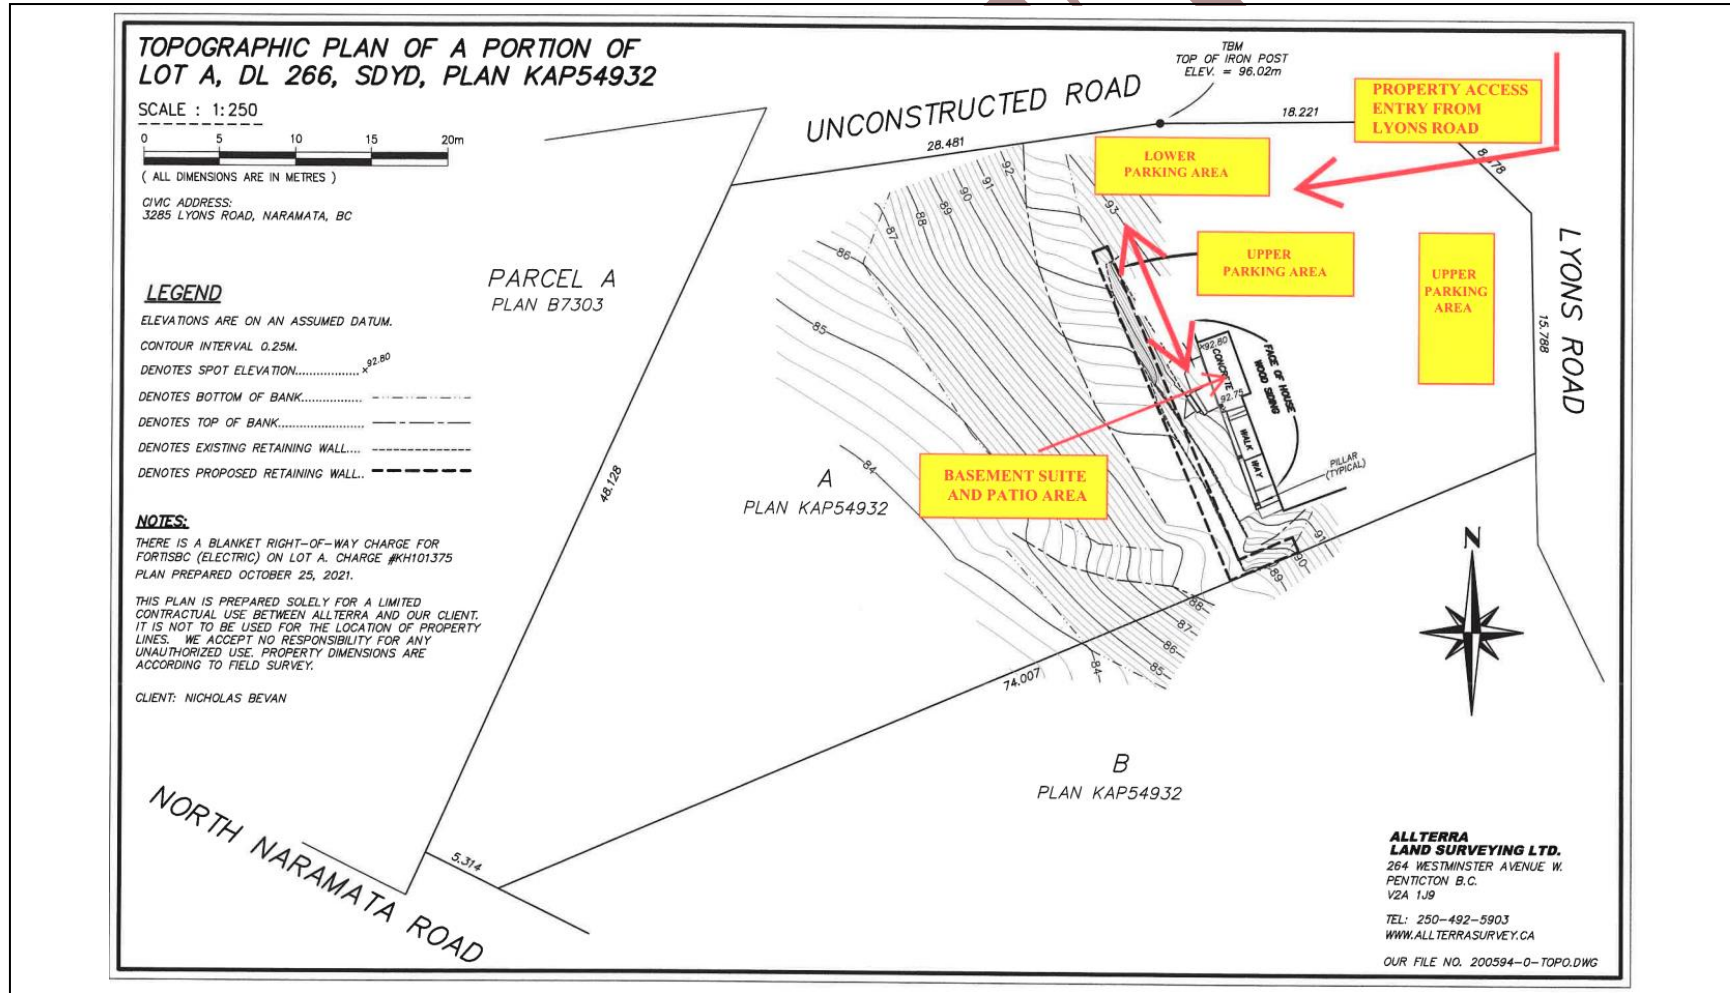 TOPOGRAPHIC PLAN OF A PORTION OF
LOT A, DL 266, SDYD, PLAN KAP54932
SCALE : 1:250
0 5 10 15 20m
( ALL DIMENSIONS ARE IN METRES )
CIVIC ADDRESS:
3285 LYONS ROAD, NARAMATA, BC
LEGEND
ELEVATIONS ARE ON AN ASSUMED DATUM.
CONTOUR INTERVAL 0.25M.
DENOTES SPOT ELEVATION................. x92.80
DENOTES BOTTOM OF BANK................
DENOTES TOP OF BANK......................
DENOTES EXISTING RETAINING WALL....
DENOTES PROPOSED RETAINING WALL..
NOTES:
THERE IS A BLANKET RIGHT-OF-WAY CHARGE FOR
FORTISBC (ELECTRIC) ON LOT A. CHARGE #KH101375
PLAN PREPARED OCTOBER 25, 2021.
THIS PLAN IS PREPARED SOLELY FOR A LIMITED
CONTRACTUAL USE BETWEEN ALLTERRA AND OUR CLIENT.
IT IS NOT TO BE USED FOR THE LOCATION OF PROPERTY
LINES. WE ACCEPT NO RESPONSIBILITY FOR ANY
UNAUTHORIZED USE. PROPERTY DIMENSIONS ARE
ACCORDING TO FIELD SURVEY.
CLIENT: NICHOLAS BEVAN
TBM
TOP OF IRON POST
ELEV. = 96.02m
UNCONSTRUCTED ROAD
28.481
18.221
PROPERTY ACCESS
ENTRY FROM
LYONS ROAD
LOWER
PARKING AREA
UPPER
PARKING AREA
UPPER
PARKING
AREA
LYONS ROAD
15.788
PARCEL A
PLAN B7303
48.128
92
91
90
89
88
87
86
85
84
93
x92.80
CONCRETE
92.75
FACE OF HOUSE
WOOD SIDING
WALK
WAY
PILLAR
(TYPICAL)
BASEMENT SUITE
AND PATIO AREA
A
PLAN KAP54932
91
90
89
88
87
86
85
84
74.007
N
B
PLAN KAP54932
NORTH NARAMATA ROAD
5.314
ALLTERRA
LAND SURVEYING LTD.
264 WESTMINSTER AVENUE W.
PENTICTON B.C.
V2A 1J9
TEL: 250-492-5903
WWW.ALLTERRASURVEY.CA
OUR FILE NO. 200594-0-TOPO.DWG